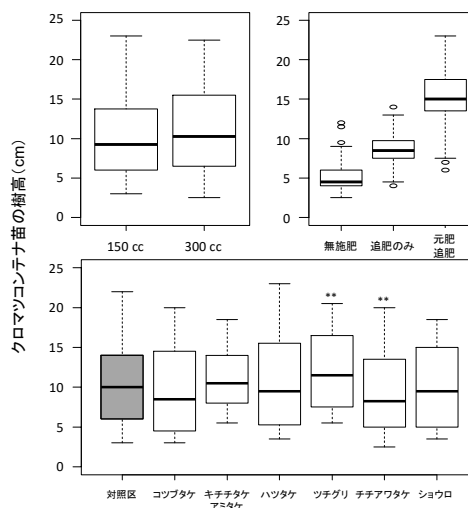 クロマツコンテナ苗の樹高(cm)
25
20
15
10
5
0
150 cc
300 cc
25
20
15
10
5
0
無施肥
追肥のみ
元肥
追肥
25
20
15
10
5
0
**
**
対照区
コツブタケ
キチチタケ
アミタケ
ハツタケ
ツチグリ
チチアワタケ
ショウロ